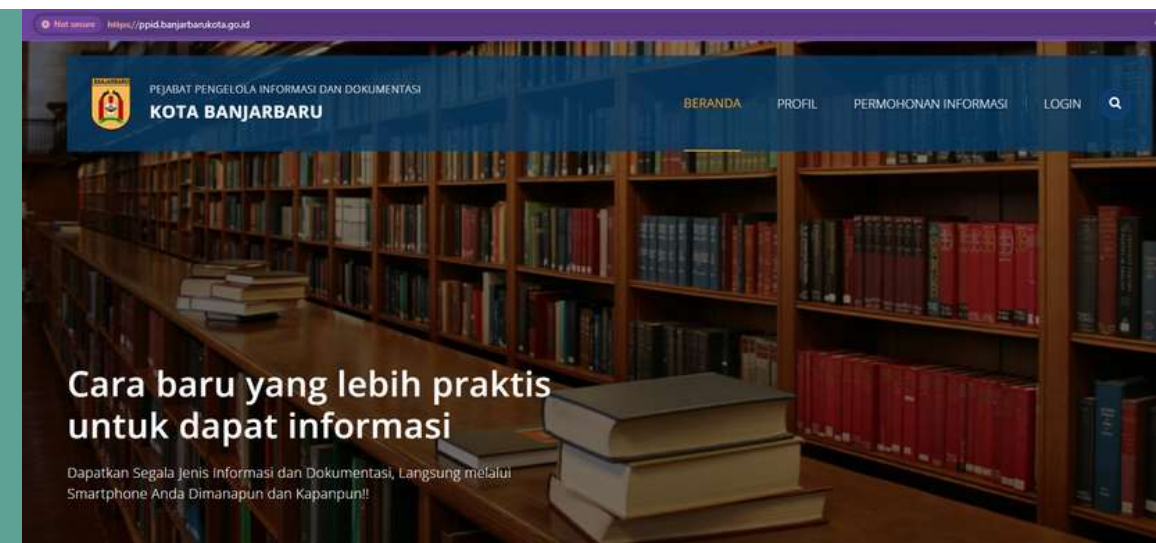 Not secure https://ppid.banjarbarukota.go.id
BANJARBARU
PEJABAT PENGELOLA INFORMASI DAN DOKUMENTASI
KOTA BANJARBARU
BERANDA PROFIL PERMOHONAN INFORMASI LOGIN
Cara baru yang lebih praktis
untuk dapat informasi
Dapatkan Segala Jenis Informasi dan Dokumentasi, Langsung melalui
Smartphone Anda Dimanapun dan Kapanpun!!